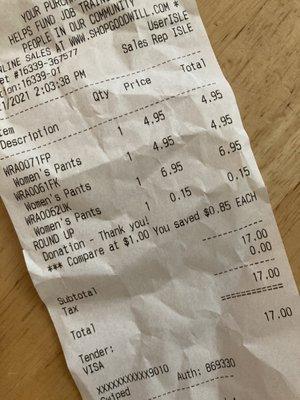 YOUR PURCH
HELPS FUND JOB TRAIN
PEOPLE IN OUR COMMUNITY
NLINE SALES AT WWW.SHOPGOODWILL.COM *
et #16339-367577 UserISLE
tion:16339-01 Sales Rep ISLE
/2021 2:03:38 PM
tem
Description Qty Price Total
WRA0071FP 1 4.95 4.95
Women's Pants
WRA0061FK 1 4.95 4.95
Women's Pants
WRA0062UK 1 6.95 6.95
Women's Pants
ROUND UP 1 0.15 0.15
Donation - Thank you!
*** Compare at $1.00 You saved $0.85 EACH
Subtotal 17.00
Tax 0.00
Total 17.00
Tender:
VISA 17.00
XXXXXXXXXXXX9010 Auth: 869330
Swiped